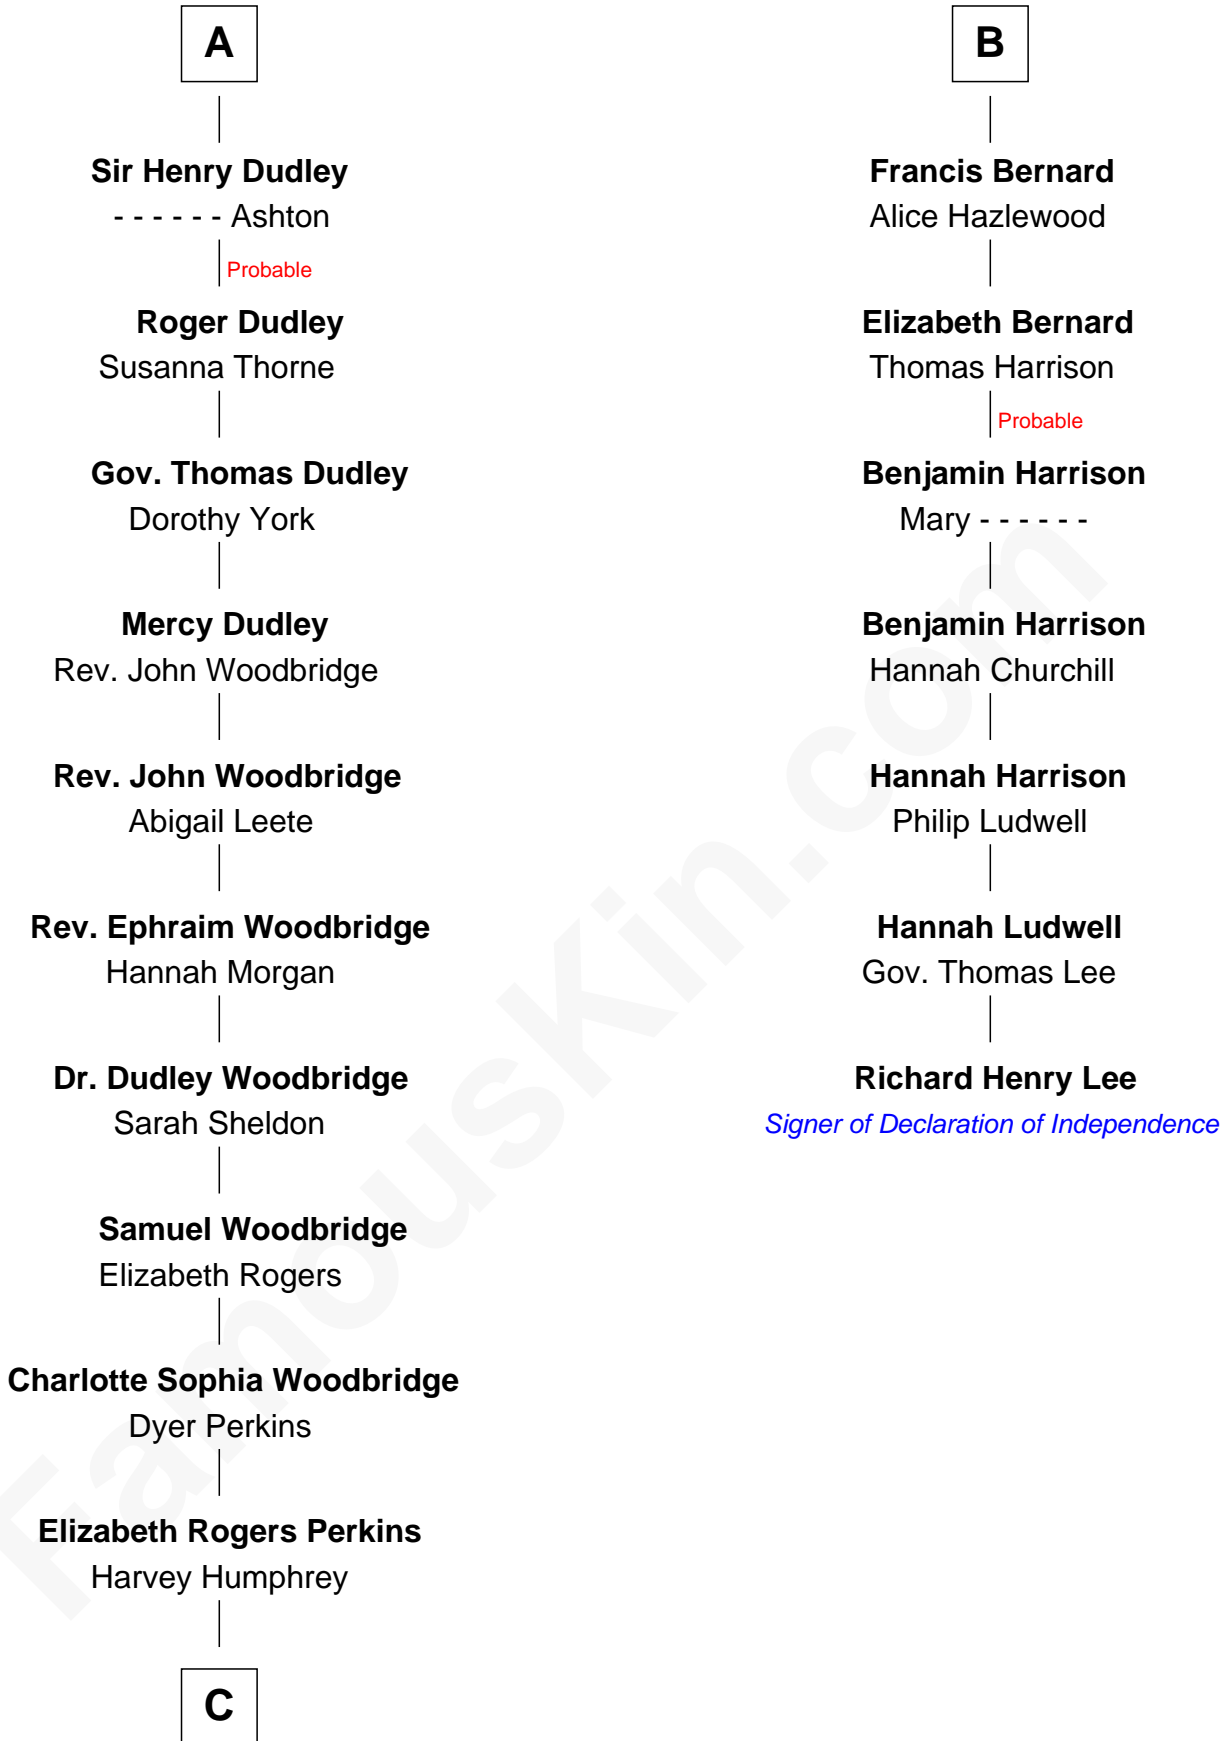 A
Sir Henry Dudley
- - - - - - Ashton
Probable
Roger Dudley
Susanna Thorne
Gov. Thomas Dudley
Dorothy York
Mercy Dudley
Rev. John Woodbridge
Rev. John Woodbridge
Abigail Leete
Rev. Ephraim Woodbridge
Hannah Morgan
Dr. Dudley Woodbridge
Sarah Sheldon
Samuel Woodbridge
Elizabeth Rogers
Charlotte Sophia Woodbridge
Dyer Perkins
Elizabeth Rogers Perkins
Harvey Humphrey
C
B
Francis Bernard
Alice Hazlewood
Elizabeth Bernard
Thomas Harrison
Probable
Benjamin Harrison
Mary - - - - - -
Benjamin Harrison
Hannah Churchill
Hannah Harrison
Philip Ludwell
Hannah Ludwell
Gov. Thomas Lee
Richard Henry Lee
Signer of Declaration of Independence
FamousKin.com